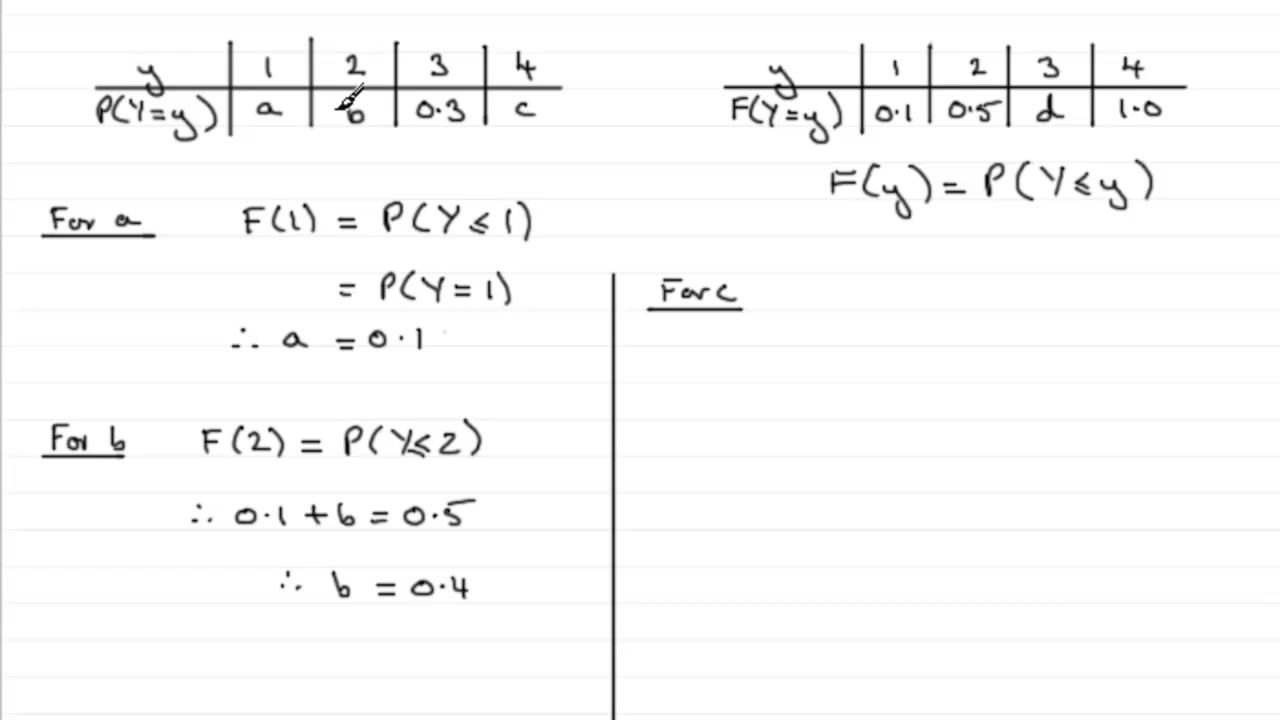 y 1 2 3 4
P(Y=y) a b 0.3 c
y 1 2 3 4
F(Y=y) 0.1 0.5 d 1.0
F(y) = P(Y≤y)
For a F(1) = P(Y≤1)
= P(Y=1)
∴ a = 0.1
For b F(2) = P(Y≤2)
∴ 0.1 + b = 0.5
∴ b = 0.4
For c